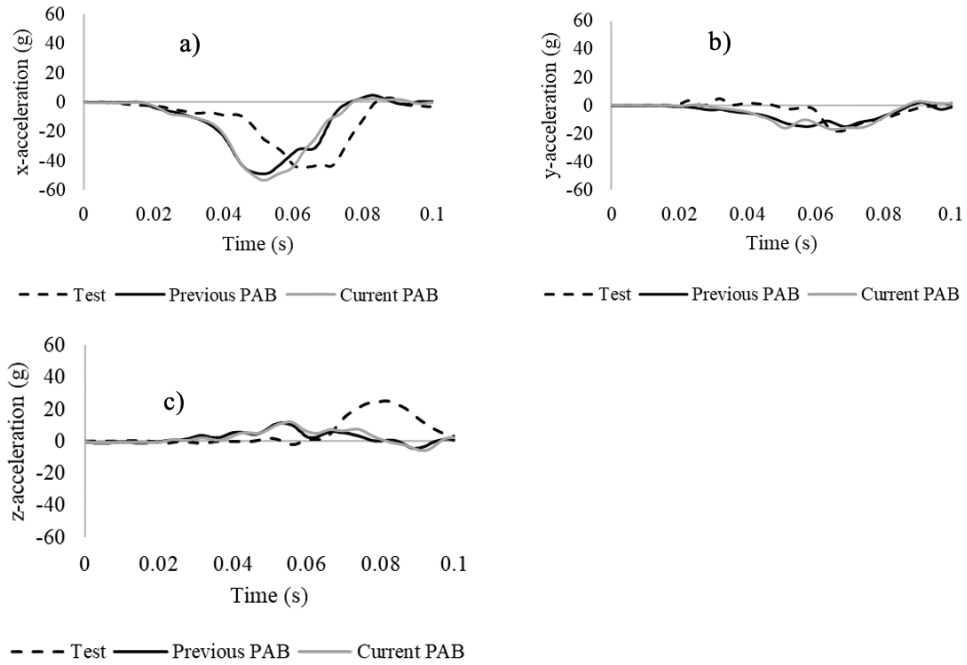 a)
x-acceleration (g)
60
40
20
0
-20
-40
-60
0 0.02 0.04 0.06 0.08 0.1
Time (s)
Test Previous PAB Current PAB
b)
y-acceleration (g)
60
40
20
0
-20
-40
-60
0 0.02 0.04 0.06 0.08 0.1
Time (s)
Test Previous PAB Current PAB
c)
z-acceleration (g)
60
40
20
0
-20
-40
-60
0 0.02 0.04 0.06 0.08 0.1
Time (s)
Test Previous PAB Current PAB